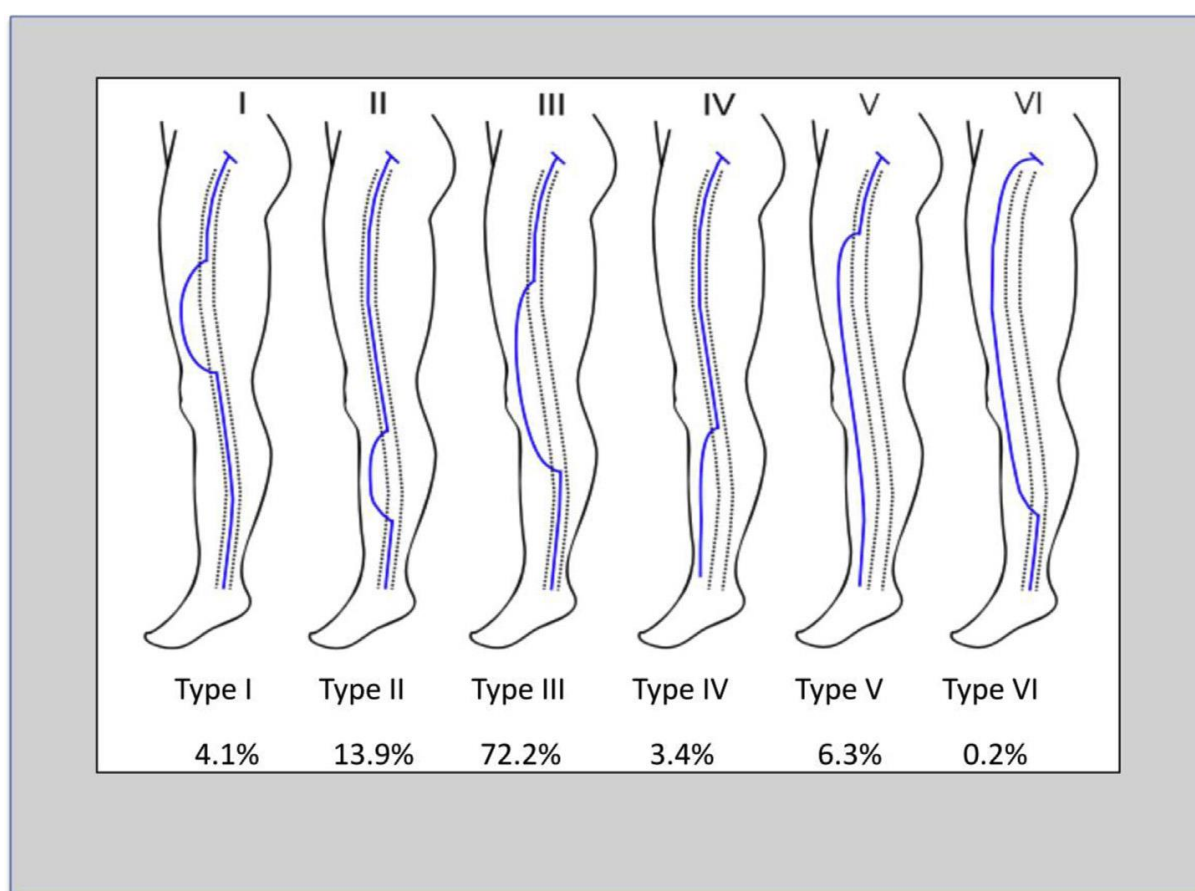 I II III IV V VI
Type I Type II Type III Type IV Type V Type VI
4.1% 13.9% 72.2% 3.4% 6.3% 0.2%